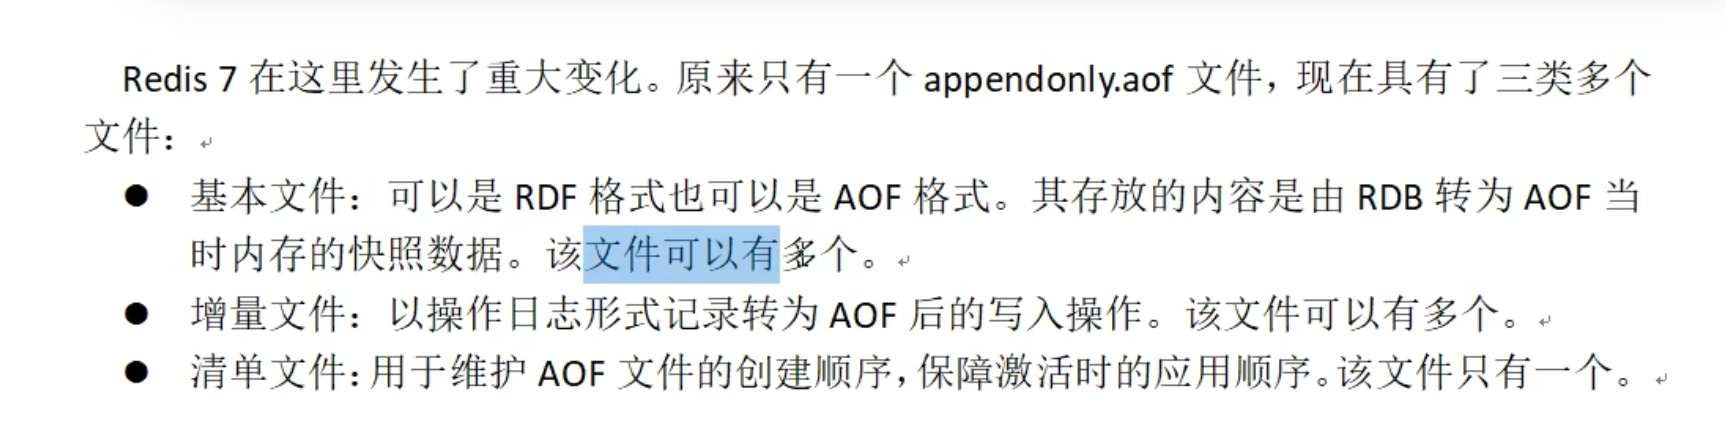 Redis 7 在这里发生了重大变化。原来只有一个 appendonly.aof 文件，现在具有了三类多个
文件：
● 基本文件：可以是 RDF 格式也可以是 AOF 格式。其存放的内容是由 RDB 转为 AOF 当
时内存的快照数据。该文件可以有多个。
● 增量文件：以操作日志形式记录转为 AOF 后的写入操作。该文件可以有多个。
● 清单文件：用于维护 AOF 文件的创建顺序，保障激活时的应用顺序。该文件只有一个。